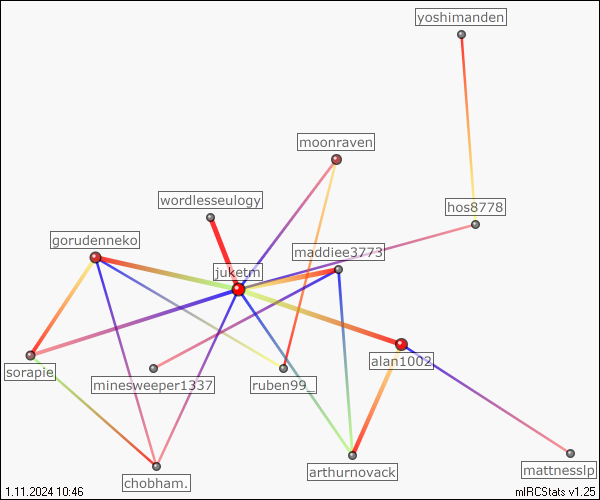 yoshimanden
moonraven
wordlesseulogy
hos8778
gorudenneko
maddiee3773
juketm
alan1002
sorapie
minesweeper1337
ruben99_
arthurnovack
mattnesslp
chobham.
1.11.2024 10:46
mIRCStats v1.25